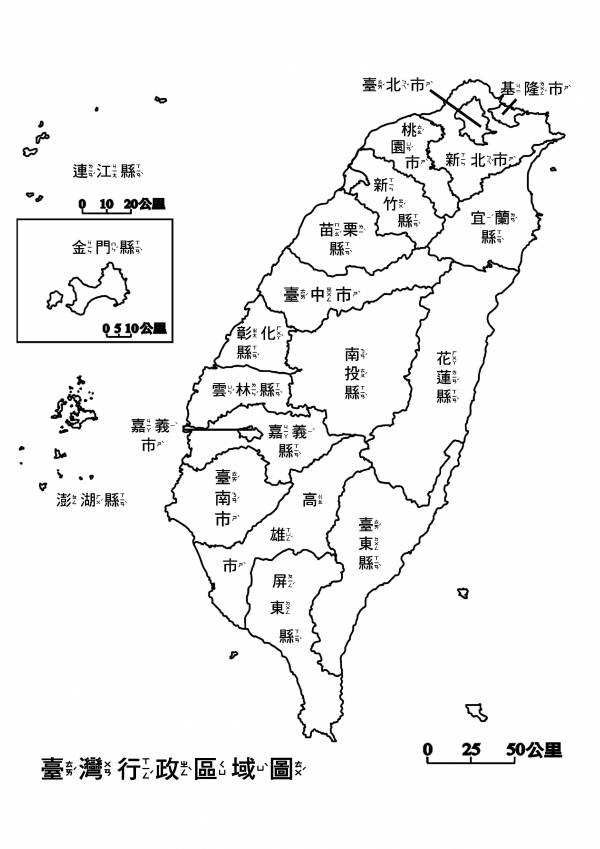 臺北市
基隆市
桃園市
新北市
連江縣
0 10 20公里
新竹縣
宜蘭縣
苗栗縣
金門縣
臺中市
0 5 10公里
彰化縣
南投縣
花蓮縣
雲林縣
嘉義市
嘉義縣
臺南市
澎湖縣
高雄市
臺東縣
屏東縣
0 25 50公里
臺灣行政區域圖